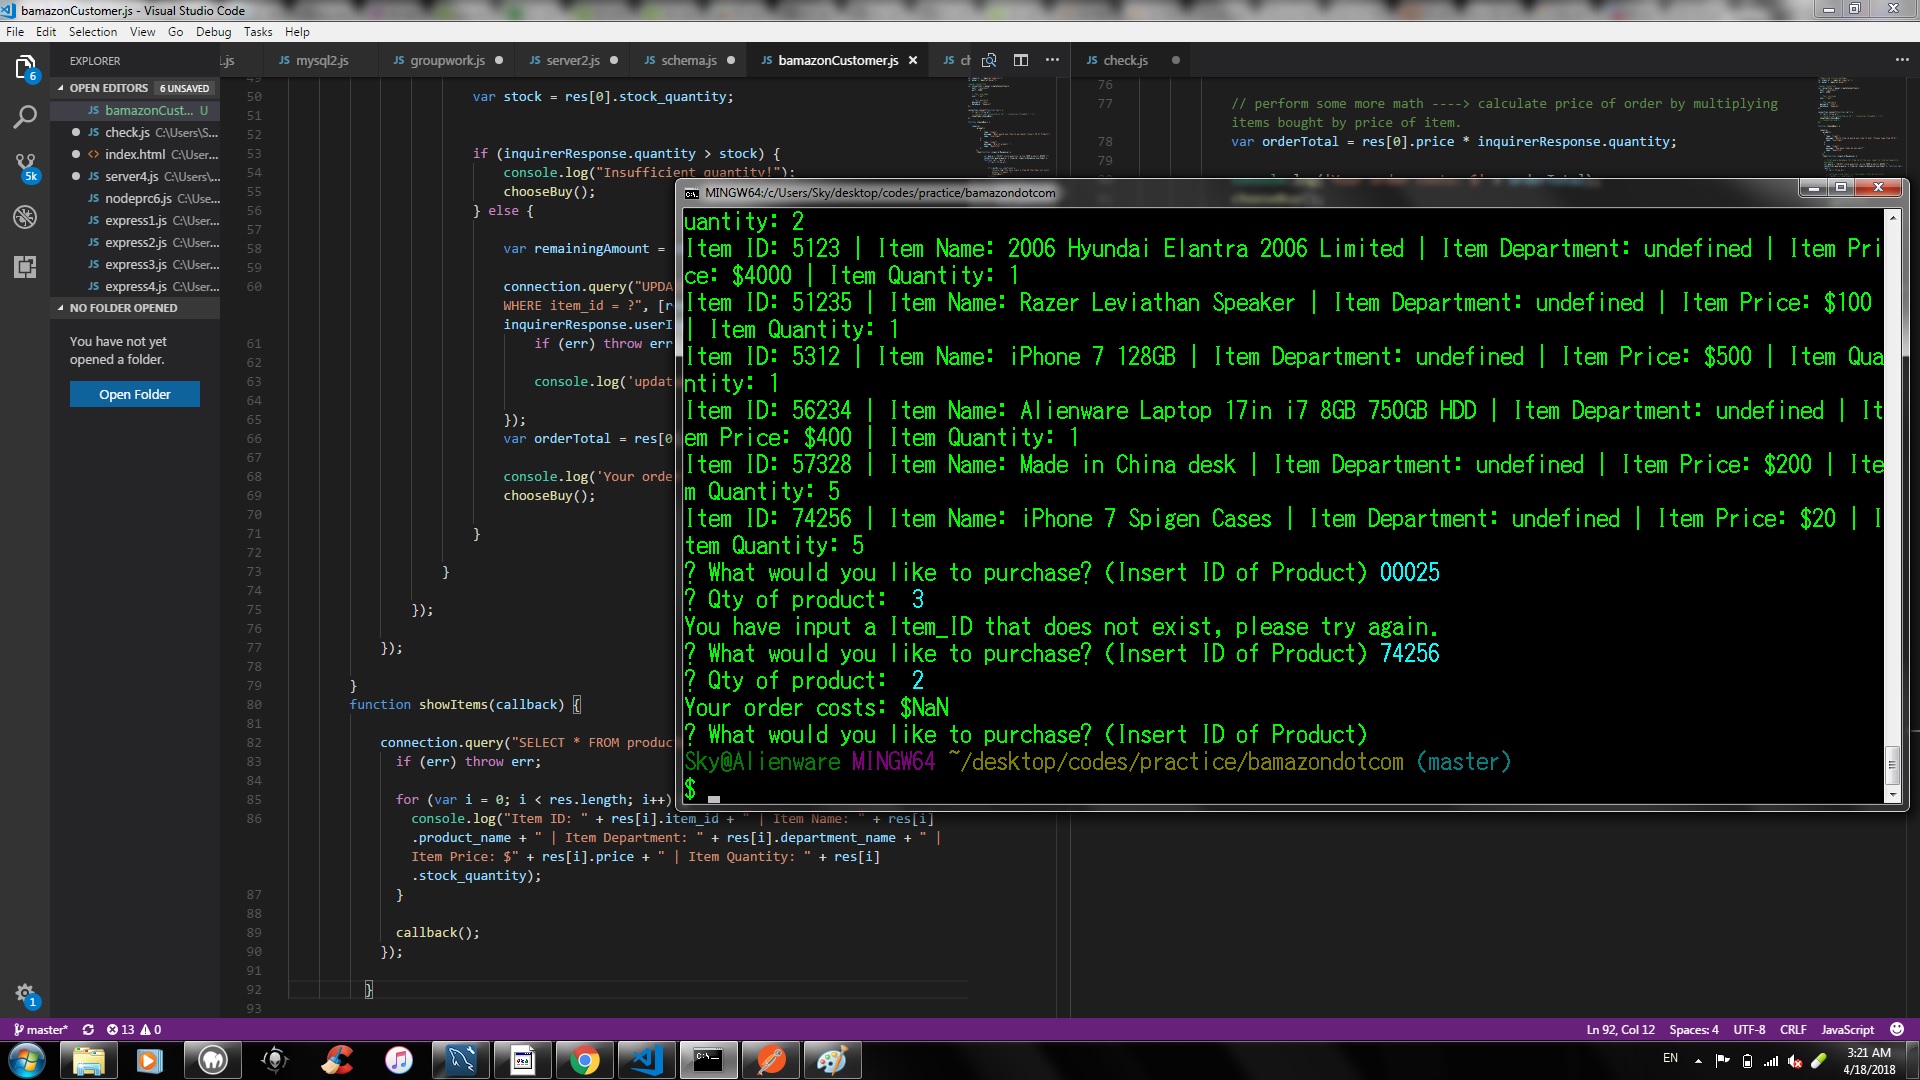 bamazonCustomer.js - Visual Studio Code
File Edit Selection View Go Debug Tasks Help
EXPLORER
OPEN EDITORS 6 UNSAVED
JS bamazonCust... U
JS check.js C:\Users\S...
<> index.html C:\User...
JS server4.js C:\Users\...
JS nodeprc6.js C:\User...
JS express1.js C:\User...
JS express2.js C:\User...
JS express3.js C:\User...
JS express4.js C:\User...
NO FOLDER OPENED
You have not yet
opened a folder.
Open Folder
6
5k
1
.js JS mysql2.js JS groupwork.js JS server2.js JS schema.js JS bamazonCustomer.js JS ch
49
50 var stock = res[0].stock_quantity;
51
52
53 if (inquirerResponse.quantity > stock) {
54 console.log("Insufficient quantity!");
55 chooseBuy();
56 } else {
57
58 var remainingAmount =
59
60 connection.query("UPDA
WHERE item_id = ?", [r
inquirerResponse.userI
61 if (err) throw err
62
63 console.log('updat
64
65 });
66 var orderTotal = res[0
67
68 console.log('Your orde
69 chooseBuy();
70
71 }
72
73 }
74
75 });
76
77 });
78
79 }
80 function showItems(callback) {
81
82 connection.query("SELECT * FROM produc
83 if (err) throw err;
84
85 for (var i = 0; i < res.length; i++)
86 console.log("Item ID: " + res[i].item_id + " | Item Name: " + res[i]
.product_name + " | Item Department: " + res[i].department_name + " |
Item Price: $" + res[i].price + " | Item Quantity: " + res[i]
.stock_quantity);
87 }
88
89 callback();
90 });
91
92 }
93
JS check.js
76
77 // perform some more math ----> calculate price of order by multiplying
items bought by price of item.
78 var orderTotal = res[0].price * inquirerResponse.quantity;
79
MINGW64:/c/Users/Sky/desktop/codes/practice/bamazondotcom
uantity: 2
Item ID: 5123 | Item Name: 2006 Hyundai Elantra 2006 Limited | Item Department: undefined | Item Pri
ce: $4000 | Item Quantity: 1
Item ID: 51235 | Item Name: Razer Leviathan Speaker | Item Department: undefined | Item Price: $100
| Item Quantity: 1
Item ID: 5312 | Item Name: iPhone 7 128GB | Item Department: undefined | Item Price: $500 | Item Qua
ntity: 1
Item ID: 56234 | Item Name: Alienware Laptop 17in i7 8GB 750GB HDD | Item Department: undefined | It
em Price: $400 | Item Quantity: 1
Item ID: 57328 | Item Name: Made in China desk | Item Department: undefined | Item Price: $200 | Ite
m Quantity: 5
Item ID: 74256 | Item Name: iPhone 7 Spigen Cases | Item Department: undefined | Item Price: $20 | I
tem Quantity: 5
? What would you like to purchase? (Insert ID of Product) 00025
? Qty of product: 3
You have input a Item_ID that does not exist, please try again.
? What would you like to purchase? (Insert ID of Product) 74256
? Qty of product: 2
Your order costs: $NaN
? What would you like to purchase? (Insert ID of Product)
Sky@Alienware MINGW64 ~/desktop/codes/practice/bamazondotcom (master)
$
master* 13 0 Ln 92, Col 12 Spaces: 4 UTF-8 CRLF JavaScript
EN 3:21 AM
4/18/2018